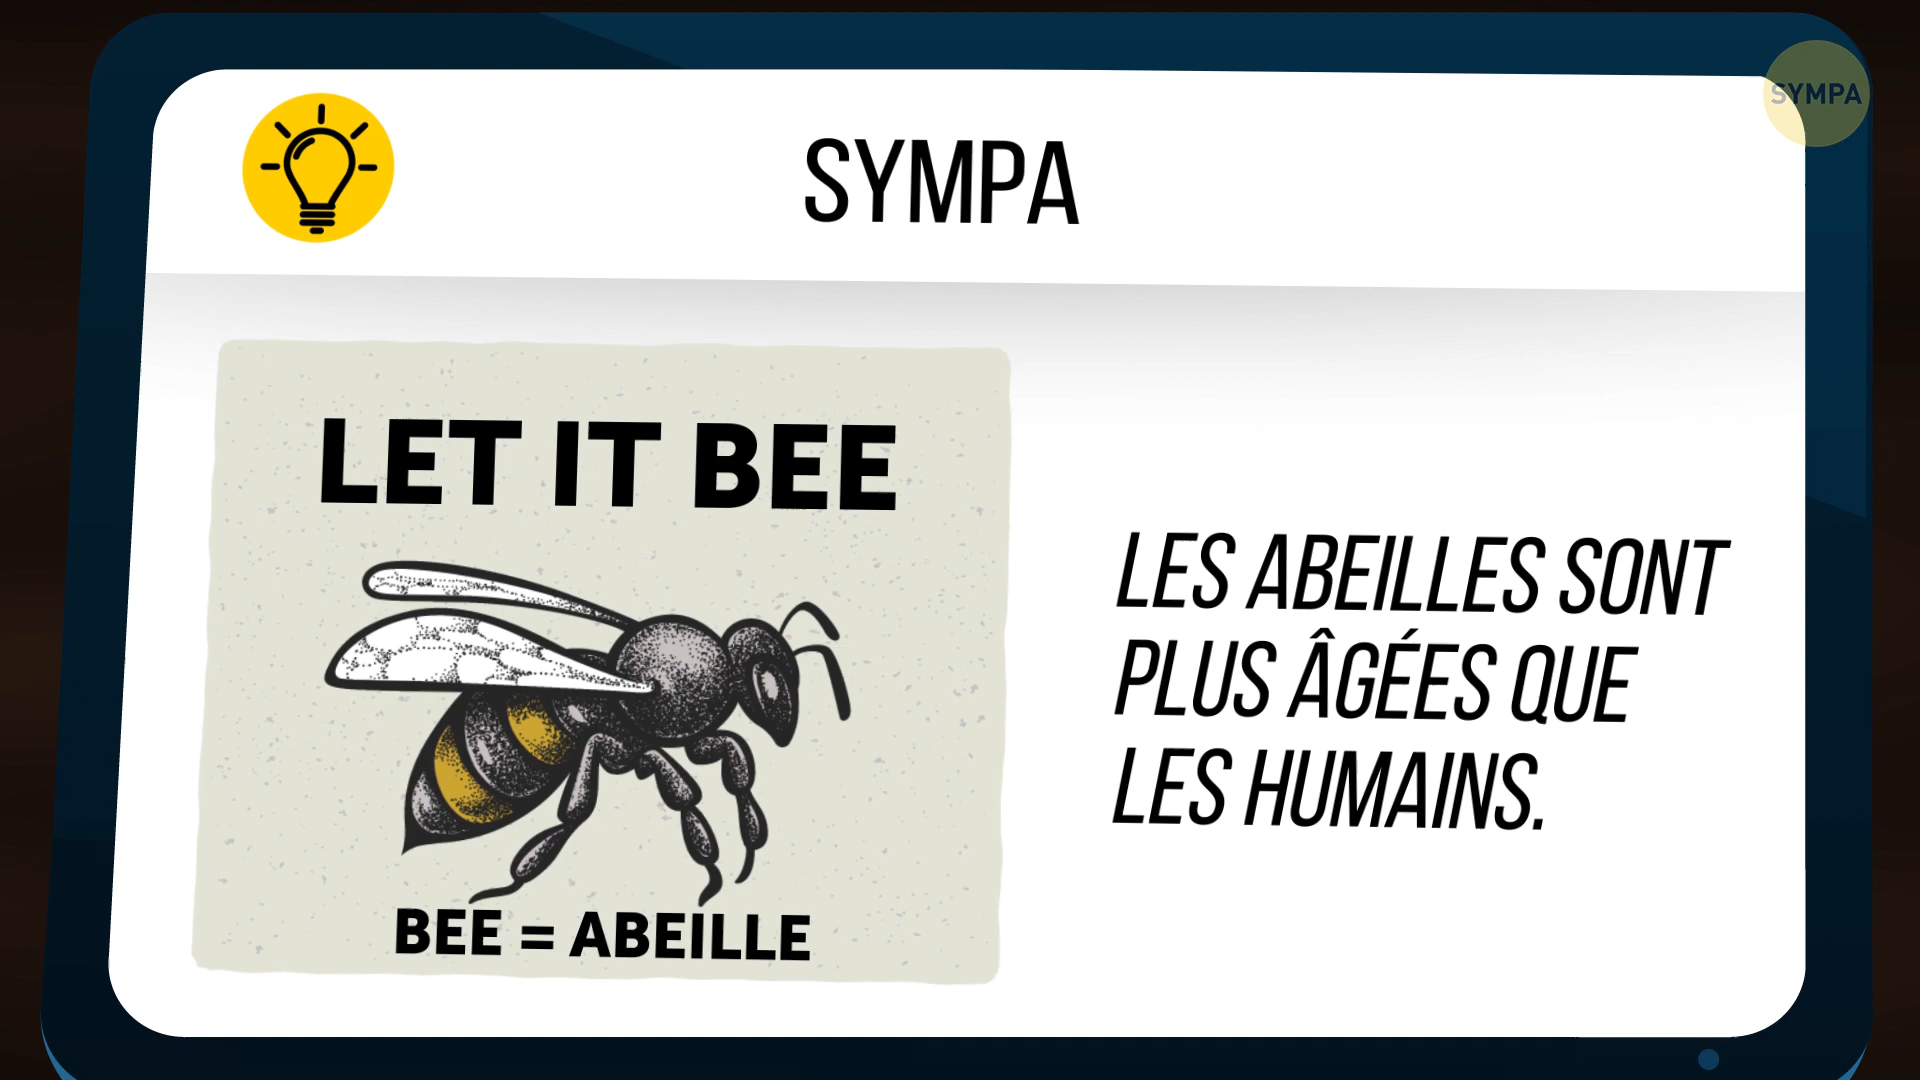 SYMPA
SYMPA
LET IT BEE
BEE = ABEILLE
LES ABEILLES SONT
PLUS ÂGÉES QUE
LES HUMAINS.